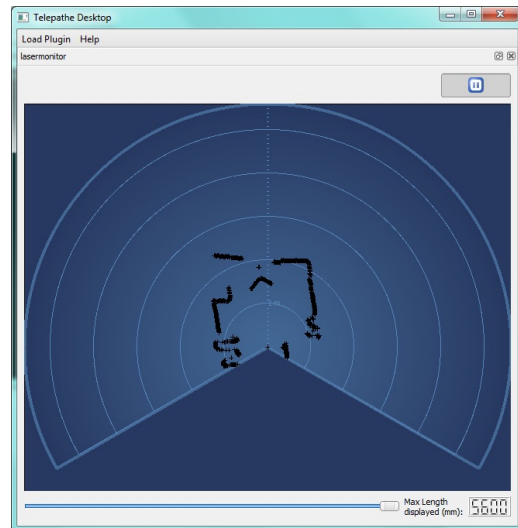 Telepathe Desktop
Load Plugin Help
lasermonitor
Max Length
displayed (mm):
5600